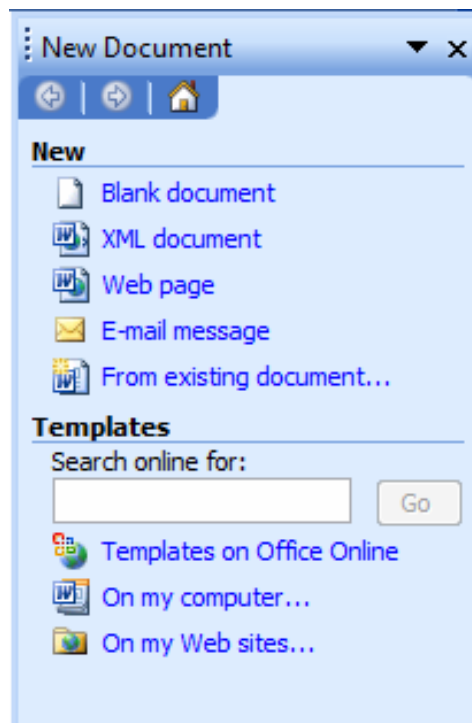 New Document
New
Blank document
XML document
Web page
E-mail message
From existing document...
Templates
Search online for:
Go
Templates on Office Online
On my computer...
On my Web sites...